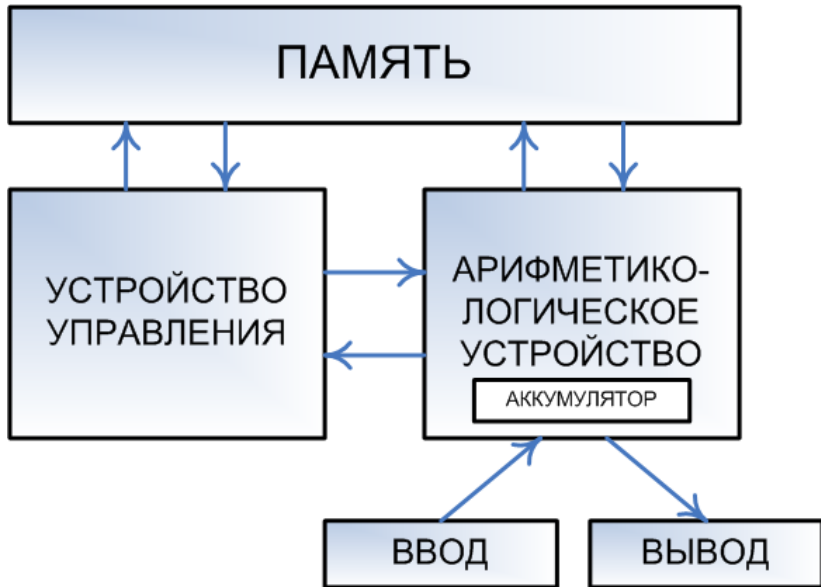 ПАМЯТЬ
УСТРОЙСТВО
УПРАВЛЕНИЯ
АРИФМЕТИКО-
ЛОГИЧЕСКОЕ
УСТРОЙСТВО
АККУМУЛЯТОР
ВВОД
ВЫВОД